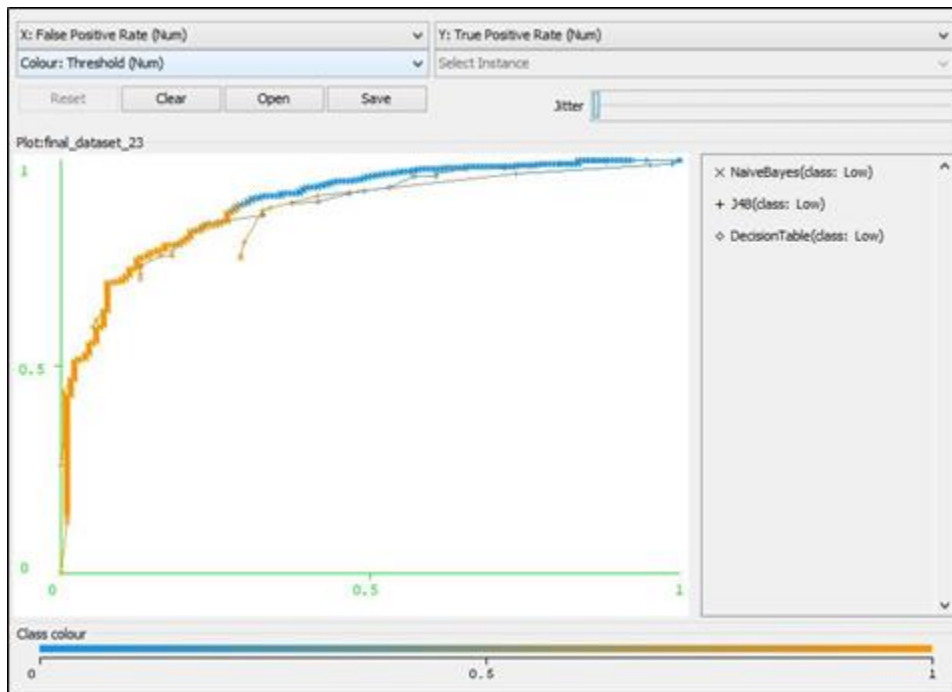 X: False Positive Rate (Num) Y: True Positive Rate (Num)
Colour: Threshold (Num) Select Instance
Reset Clear Open Save Jitter
Plot:final_dataset_23
1
0.5
0
0 0.5 1
× NaiveBayes(class: Low)
+ J48(class: Low)
◇ DecisionTable(class: Low)
Class colour
0 0.5 1